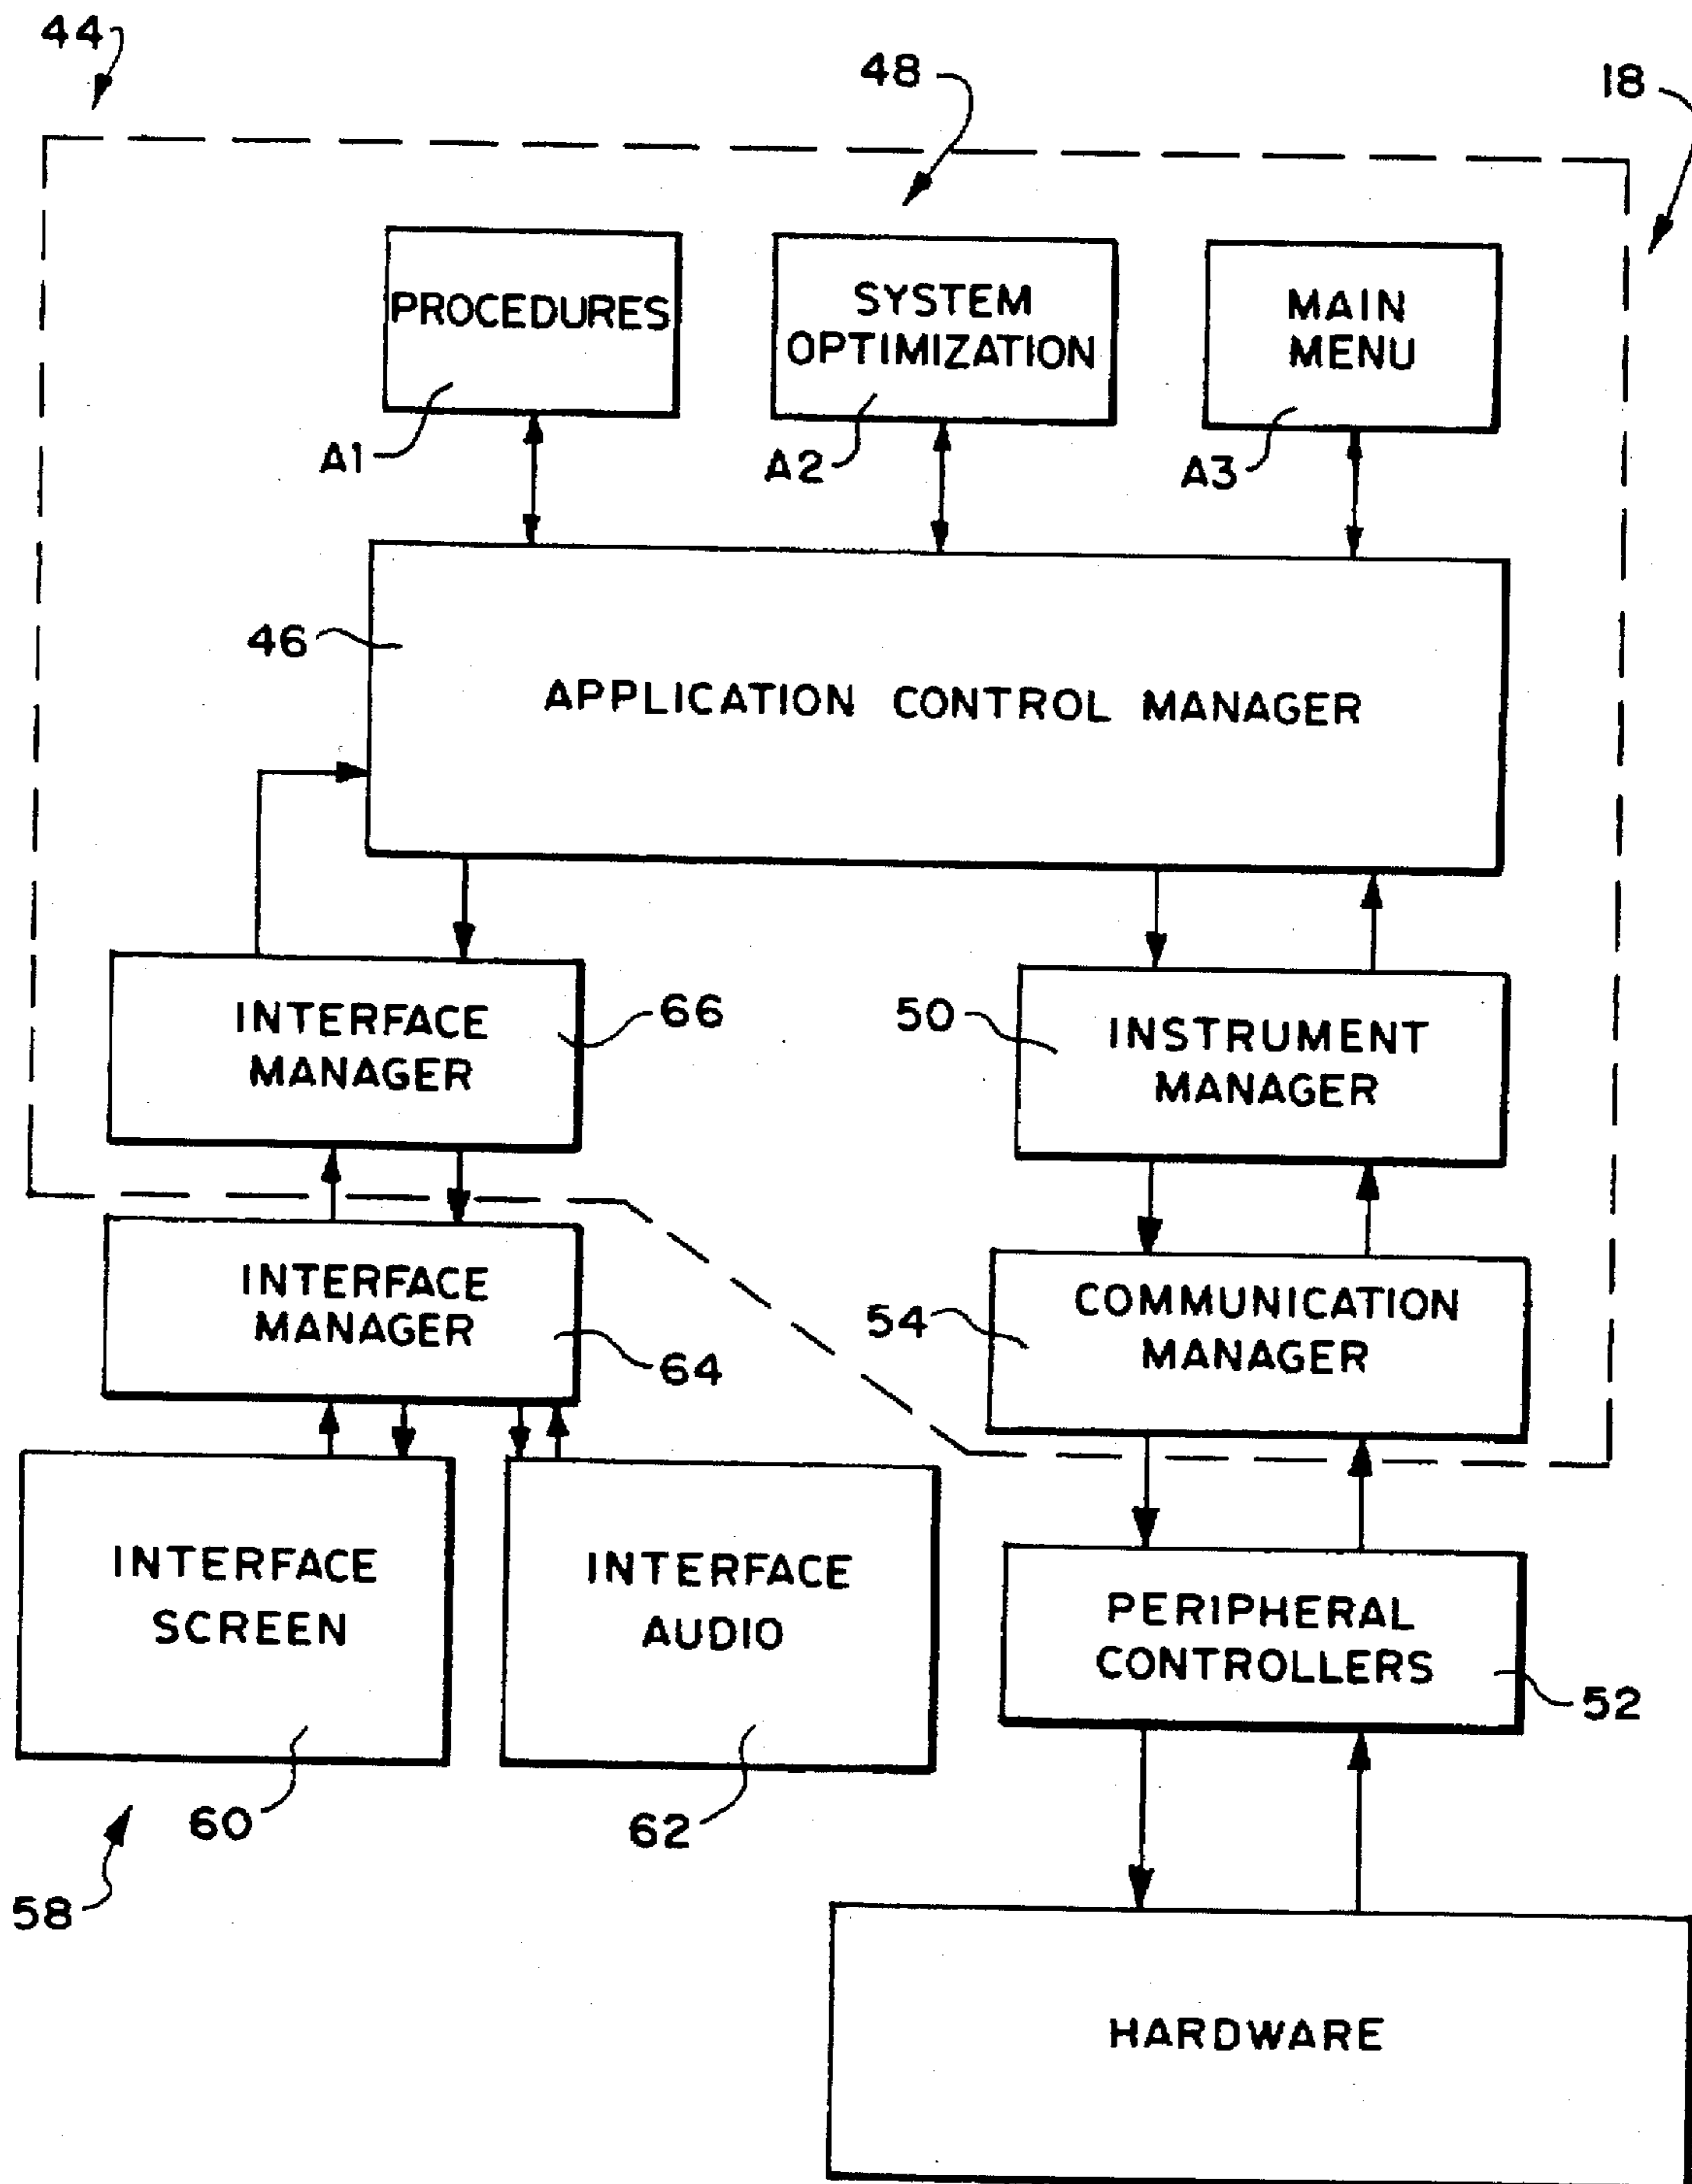 44
48
18
PROCEDURES
SYSTEM
OPTIMIZATION
MAIN
MENU
A1
A2
A3
46
APPLICATION CONTROL MANAGER
INTERFACE
MANAGER
66
50
INSTRUMENT
MANAGER
INTERFACE
MANAGER
64
54
COMMUNICATION
MANAGER
INTERFACE
SCREEN
INTERFACE
AUDIO
PERIPHERAL
CONTROLLERS
52
60
62
58
HARDWARE